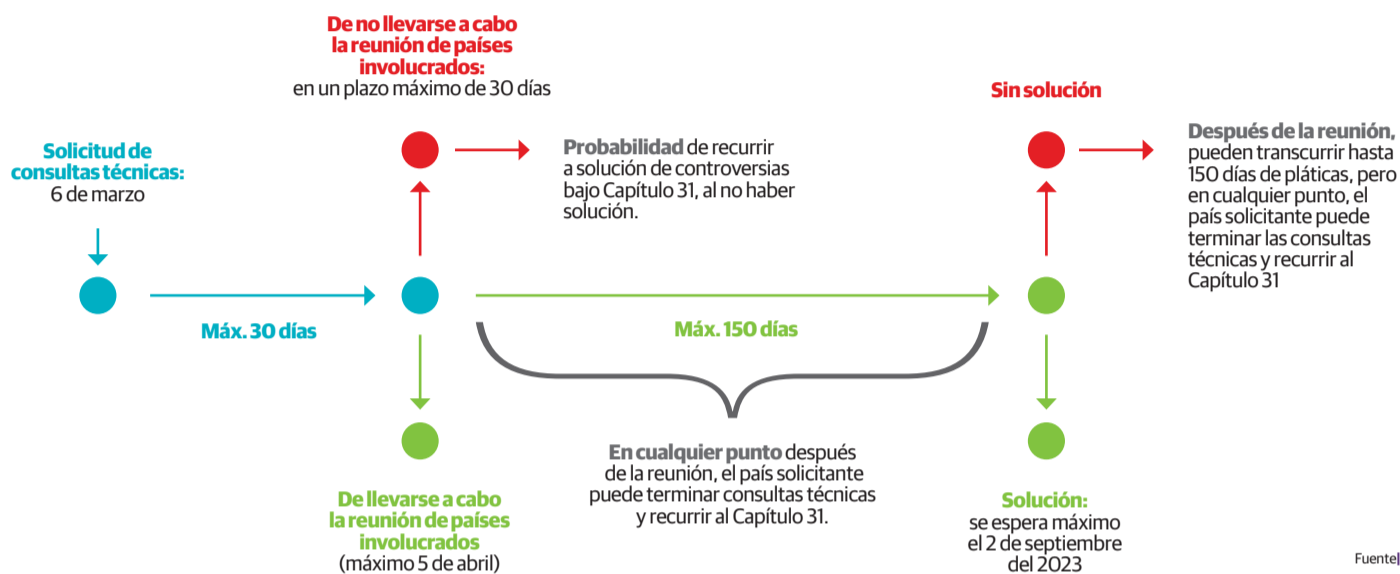 De no llevarse a cabo
la reunión de países
involucrados:
en un plazo máximo de 30 días
Sin solución
Solicitud de
consultas técnicas:
6 de marzo
Probabilidad de recurrir
a solución de controversias
bajo Capítulo 31, al no haber
solución.
Después de la reunión,
pueden transcurrir hasta
150 días de pláticas, pero
en cualquier punto, el
país solicitante puede
terminar las consultas
técnicas y recurrir al
Capítulo 31
Máx. 30 días
Máx. 150 días
En cualquier punto después
de la reunión, el país solicitante
puede terminar consultas técnicas
y recurrir al Capítulo 31.
De llevarse a cabo
la reunión de países
involucrados
(máximo 5 de abril)
Solución:
se espera máximo
el 2 de septiembre
del 2023
Fuente